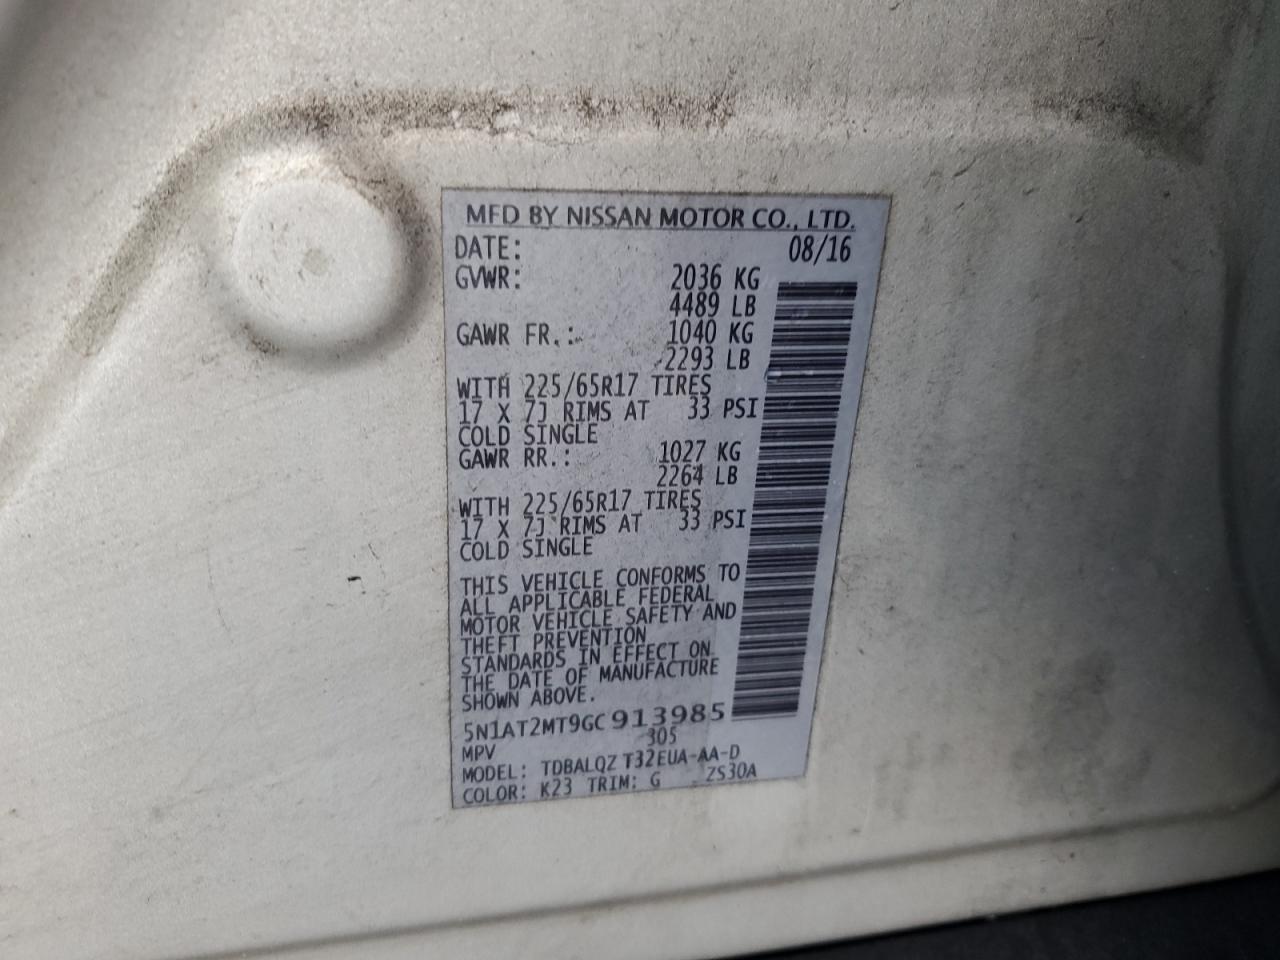 MFD BY NISSAN MOTOR CO., LTD.
DATE: 08/16
GVWR: 2036 KG
4489 LB
GAWR FR.: 1040 KG
2293 LB
WITH 225/65R17 TIRES
17 X 7J RIMS AT 33 PSI
COLD SINGLE
GAWR RR.: 1027 KG
2264 LB
WITH 225/65R17 TIRES
17 X 7J RIMS AT 33 PSI
COLD SINGLE
THIS VEHICLE CONFORMS TO
ALL APPLICABLE FEDERAL
MOTOR VEHICLE SAFETY AND
THEFT PREVENTION
STANDARDS IN EFFECT ON
THE DATE OF MANUFACTURE
SHOWN ABOVE.
5N1AT2MT9GC913985
305
MPV
MODEL: TDBALQZ T32EUA-AA-D
COLOR: K23 TRIM: G ZS30A